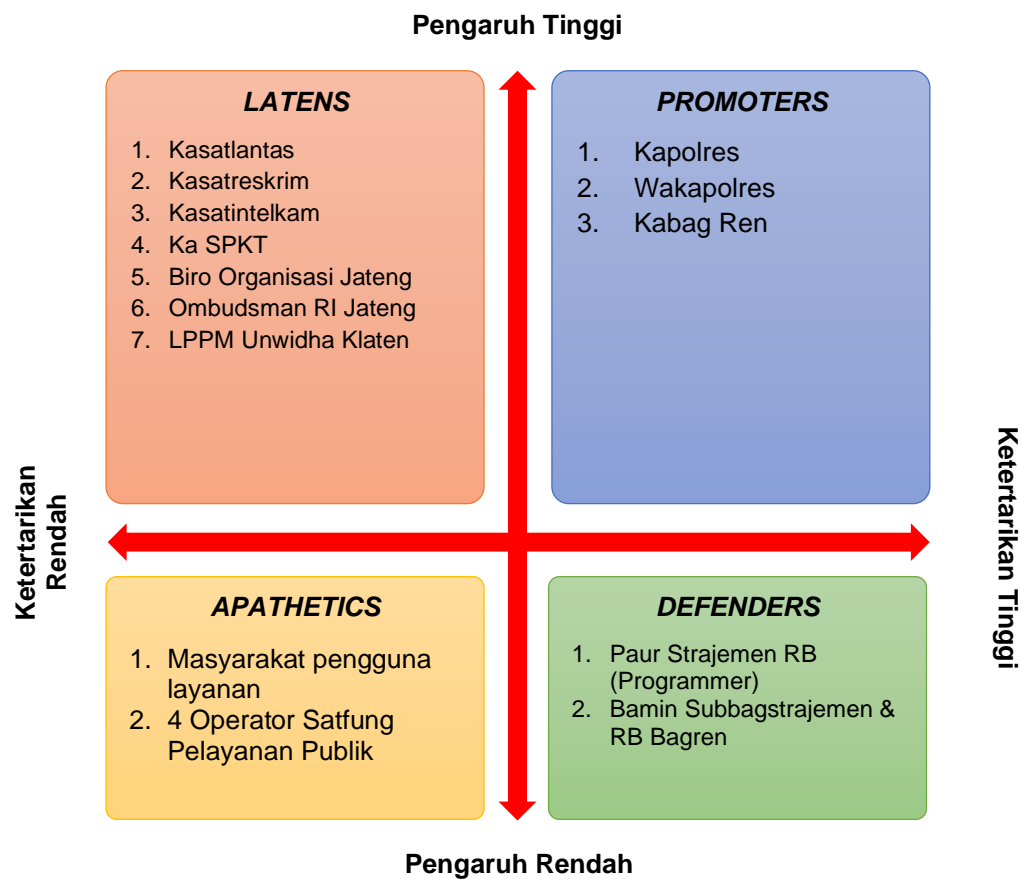 Pengaruh Tinggi
LATENS
1. Kasatlantas
2. Kasatreskrim
3. Kasatintelkam
4. Ka SPKT
5. Biro Organisasi Jateng
6. Ombudsman RI Jateng
7. LPPM Unwidha Klaten
PROMOTERS
1. Kapolres
2. Wakapolres
3. Kabag Ren
Ketertarikan
Rendah
Ketertarikan Tinggi
APATHETICS
1. Masyarakat pengguna
layanan
2. 4 Operator Satfung
Pelayanan Publik
DEFENDERS
1. Paur Strajemen RB
(Programmer)
2. Bamin Subbagstrajemen &
RB Bagren
Pengaruh Rendah